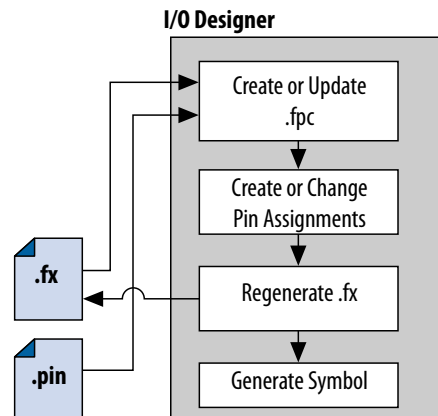 I/O Designer
Create or Update
.fpc
Create or Change
Pin Assignments
.fx
Regenerate .fx
.pin
Generate Symbol